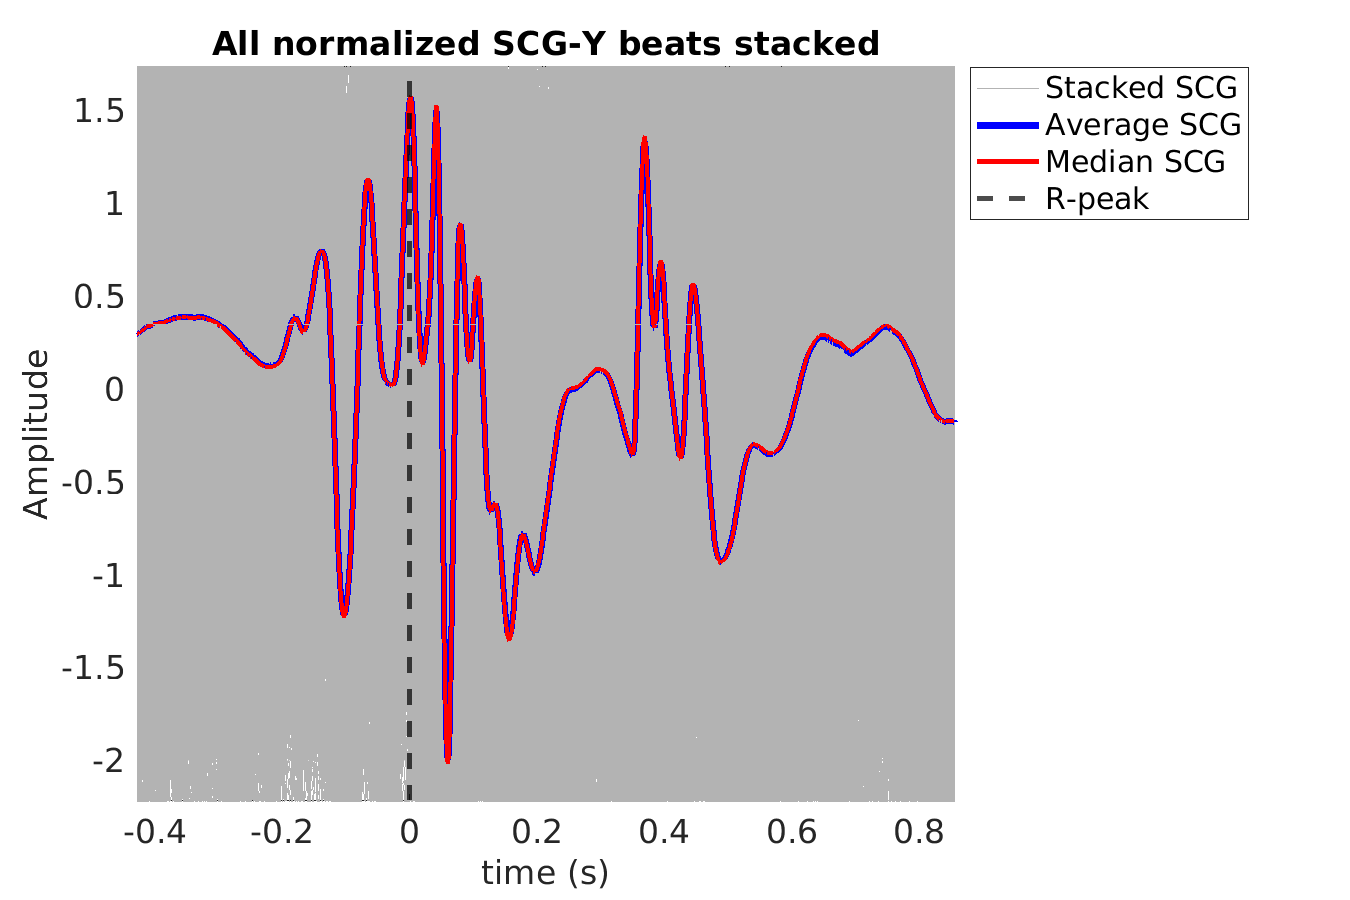 All normalized SCG-Y beats stacked
Stacked SCG
Average SCG
Median SCG
R-peak
1.5
1
0.5
0
-0.5
-1
-1.5
-2
Amplitude
-0.4 -0.2 0 0.2 0.4 0.6 0.8
time (s)